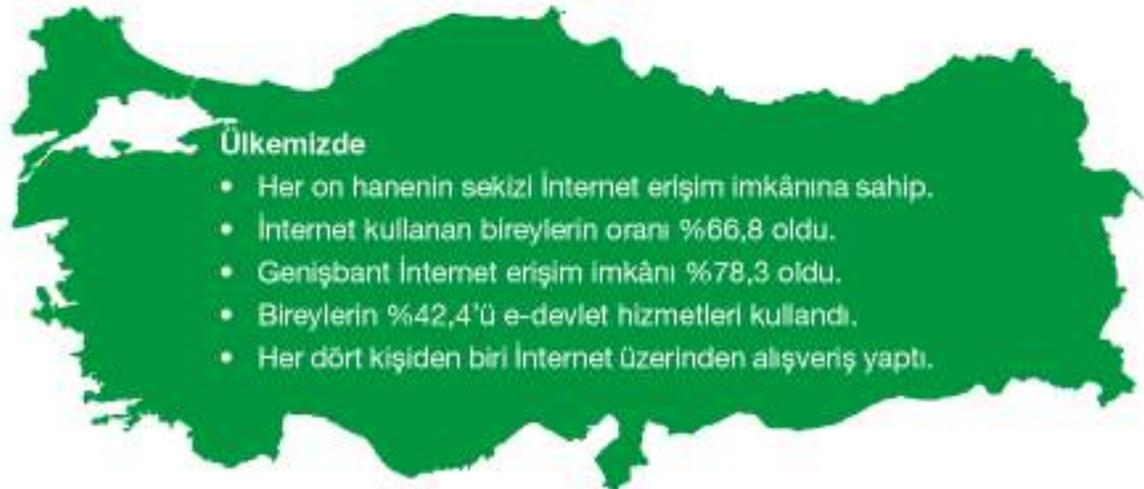 Ülkemizde
• Her on hanenin sekizi İnternet erişim imkânına sahip.
• İnternet kullanan bireylerin oranı %66,8 oldu.
• Genişbant İnternet erişim imkânı %78,3 oldu.
• Bireylerin %42,4'ü e-devlet hizmetleri kullandı.
• Her dört kişiden biri İnternet üzerinden alışveriş yaptı.